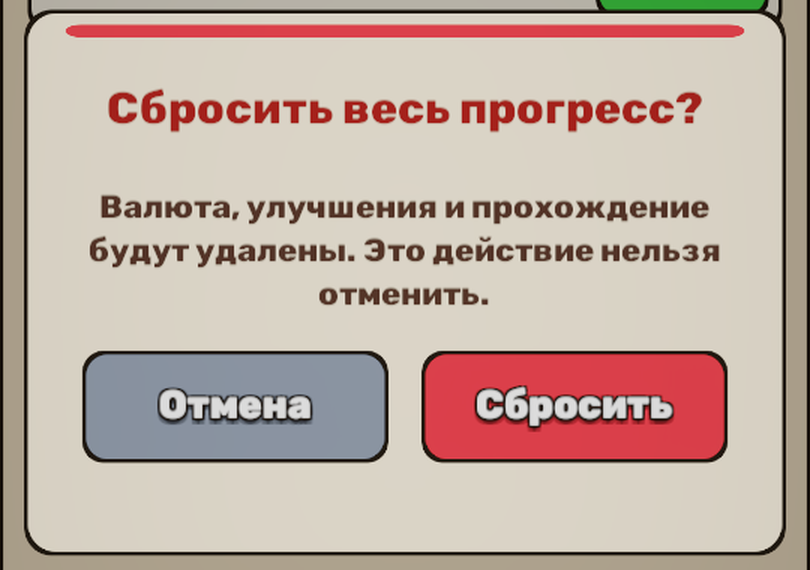 Сбросить весь прогресс?
Валюта, улучшения и прохождение
будут удалены. Это действие нельзя
отменить.
Отмена
Сбросить